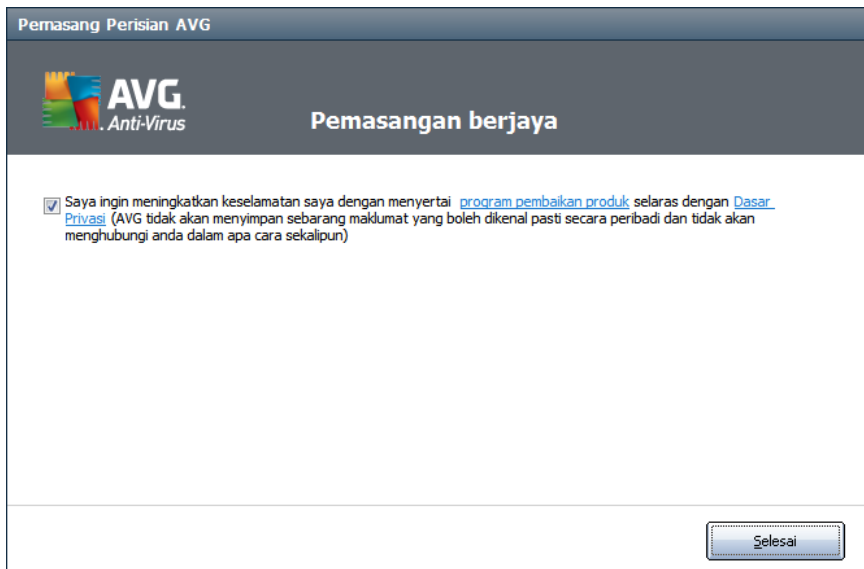 Pemasang Perisian AVG
AVG.
Anti-Virus
Pemasangan berjaya
Saya ingin meningkatkan keselamatan saya dengan menyertai program pembaikan produk selaras dengan Dasar
Privasi (AVG tidak akan menyimpan sebarang maklumat yang boleh dikenal pasti secara peribadi dan tidak akan
menghubungi anda dalam apa cara sekalipun)
Selesai